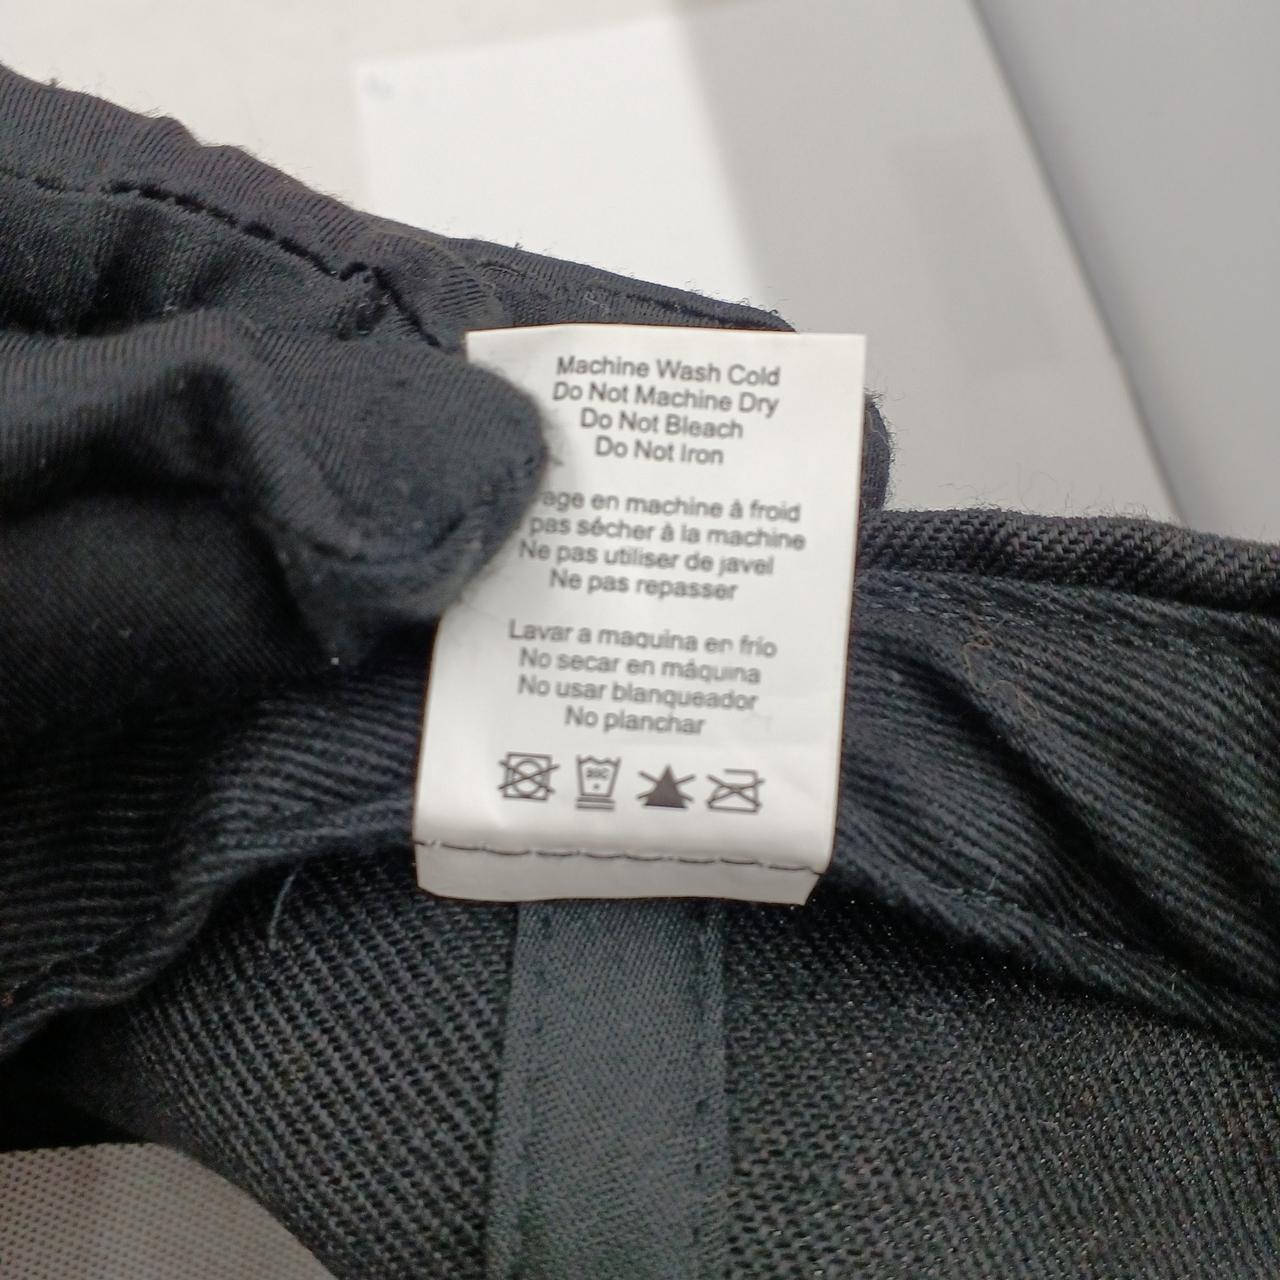 Machine Wash Cold
Do Not Machine Dry
Do Not Bleach
Do Not Iron
en machine à froid
pas sécher à la machine
Ne pas utiliser de javel
Ne pas repasser
Lavar a maquina en frío
No secar en máquina
No usar blanqueador
No planchar